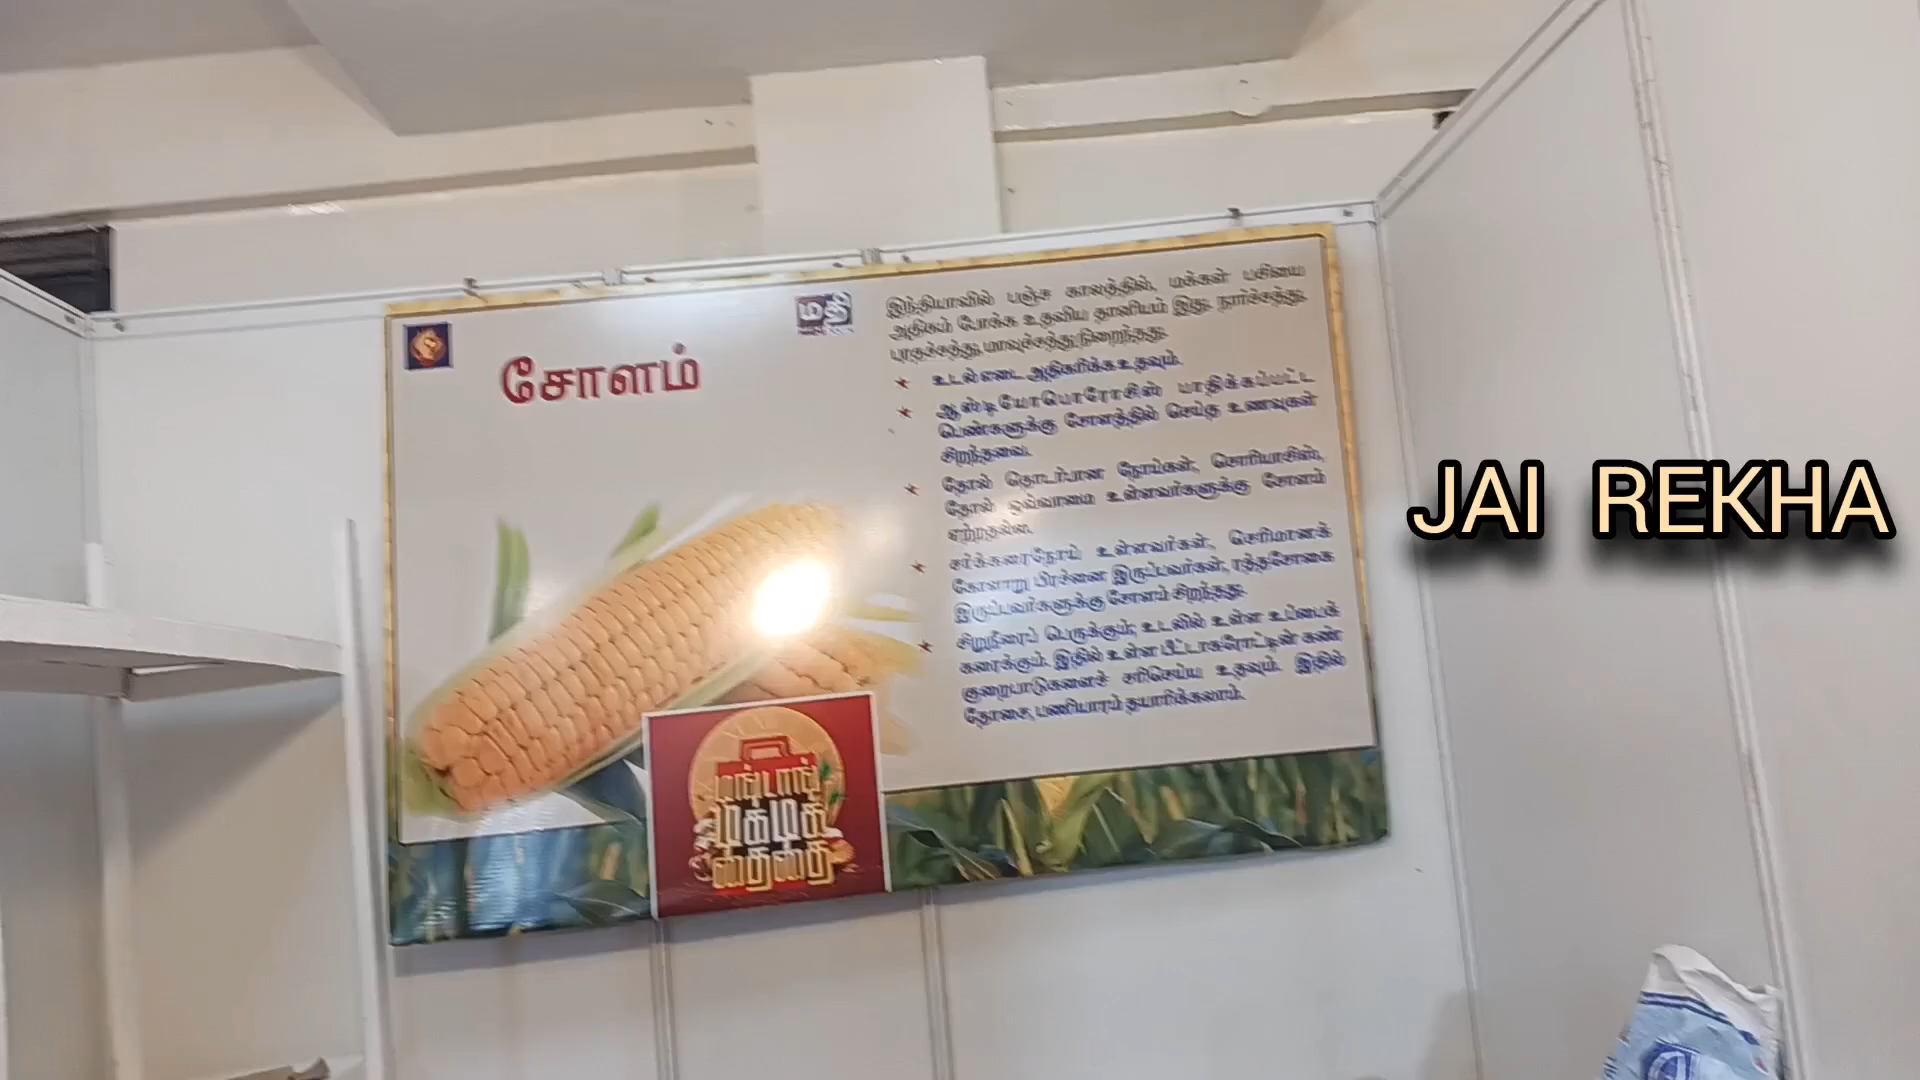 மதி
சோளம்
இந்தியாவில் பஞ்ச காலத்தில், மக்கள் பசியை
அதிகம் போக்க உதவிய தானியம் இது. நார்ச்சத்து,
புரதச்சத்து, மாவுச்சத்து நிறைந்தது.
உடல் எடை அதிகரிக்க உதவும்.
ஆஸ்டியோபொரோசிஸ் பாதிக்கப்பட்ட
பெண்களுக்கு சோளத்தில் செய்த உணவுகள்
சிறந்தவை.
தோல் தொடர்பான நோய்கள், சொரியாசிஸ்,
தோல் ஒவ்வாமை உள்ளவர்களுக்கு சோளம்
ஏற்றதல்ல.
சர்க்கரைநோய் உள்ளவர்கள், செரிமானக்
கோளாறு பிரச்னை இருப்பவர்கள், ரத்தசோகை
இருப்பவர்களுக்கு சோளம் சிறந்தது.
சிறுநீரைப் பெருக்கும்; உடலில் உள்ள உப்பைக்
கரைக்கும். இதில் உள்ள பீட்டாகரோட்டின் கண்
குறைபாடுகளைச் சரிசெய்ய உதவும். இதில்
தோசை, பணியாரம் தயாரிக்கலாம்.
JAI REKHA